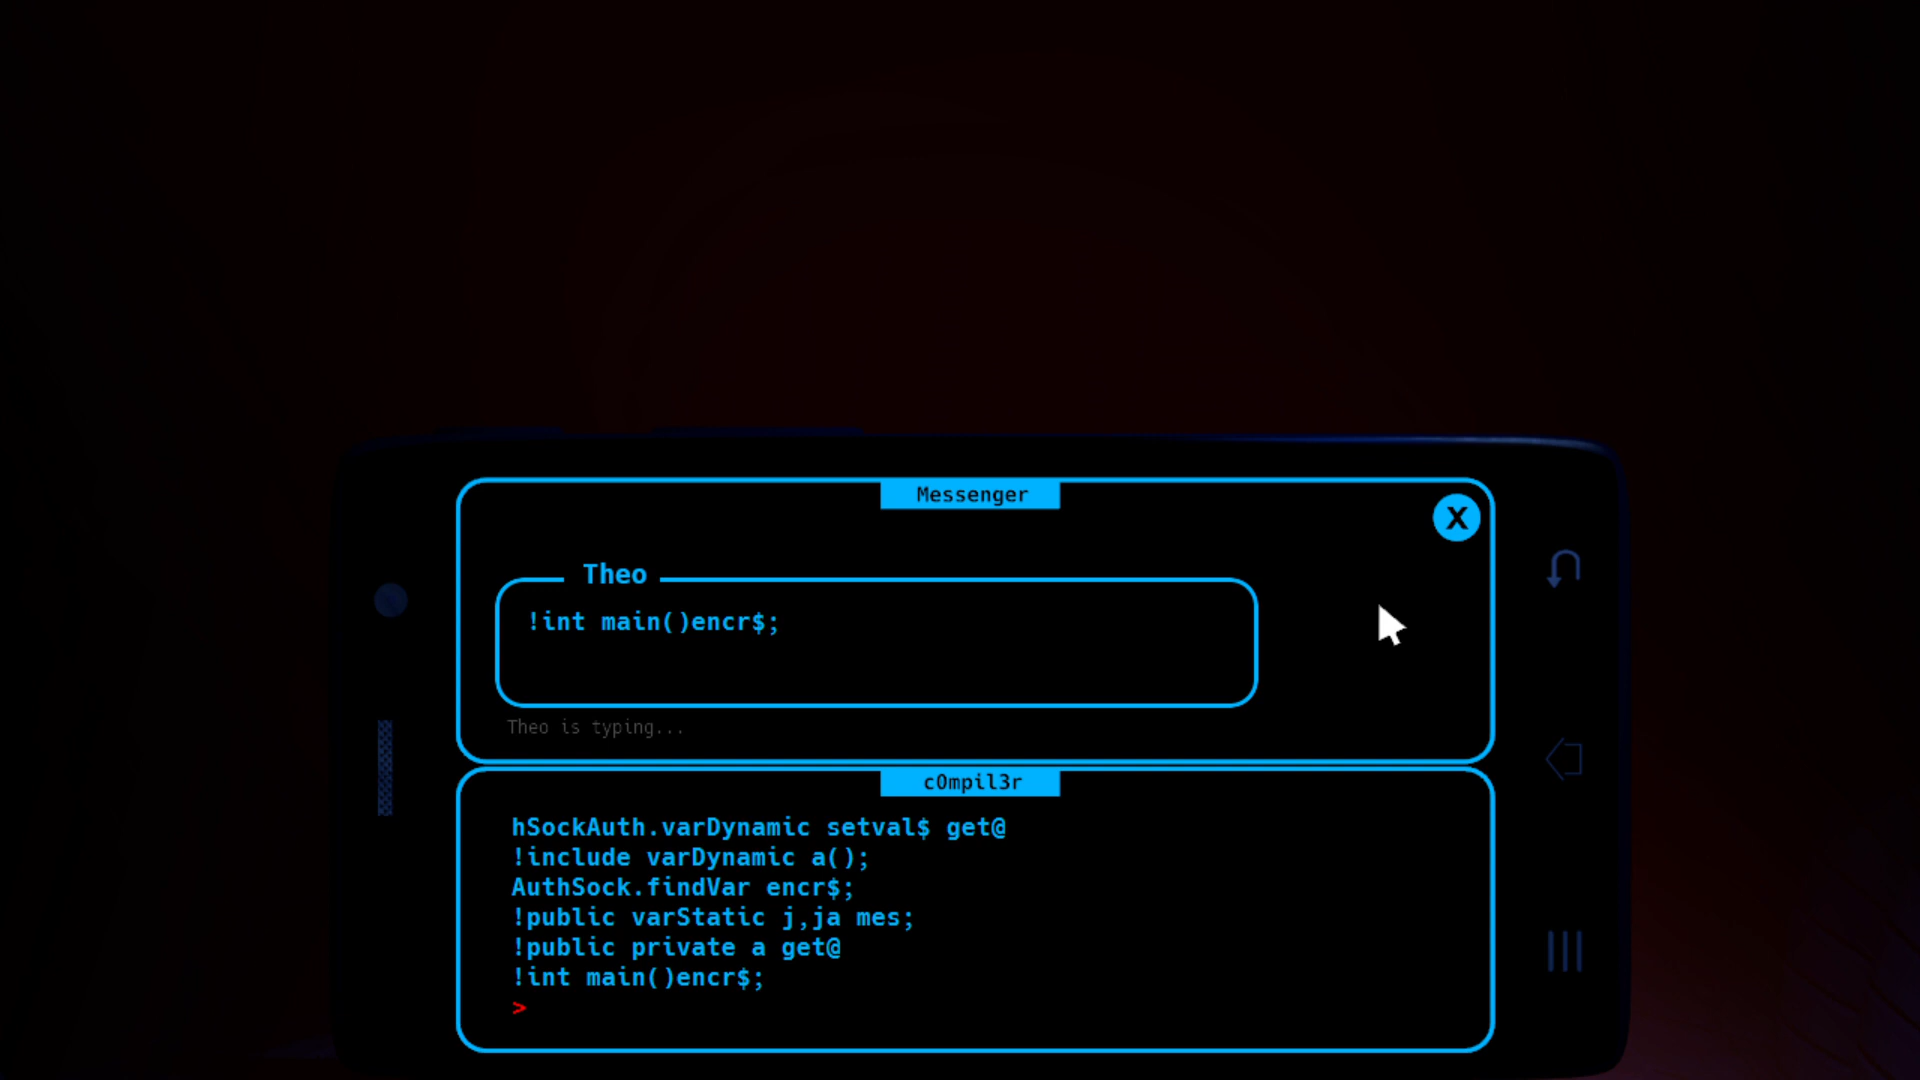 Messenger
X
Theo
!int main()encr$;
Theo is typing...
c0mpil3r
hSockAuth.varDynamic setval$ get@
!include varDynamic a();
AuthSock.findVar encr$;
!public varStatic j,ja mes;
!public private a get@
!int main()encr$;
>